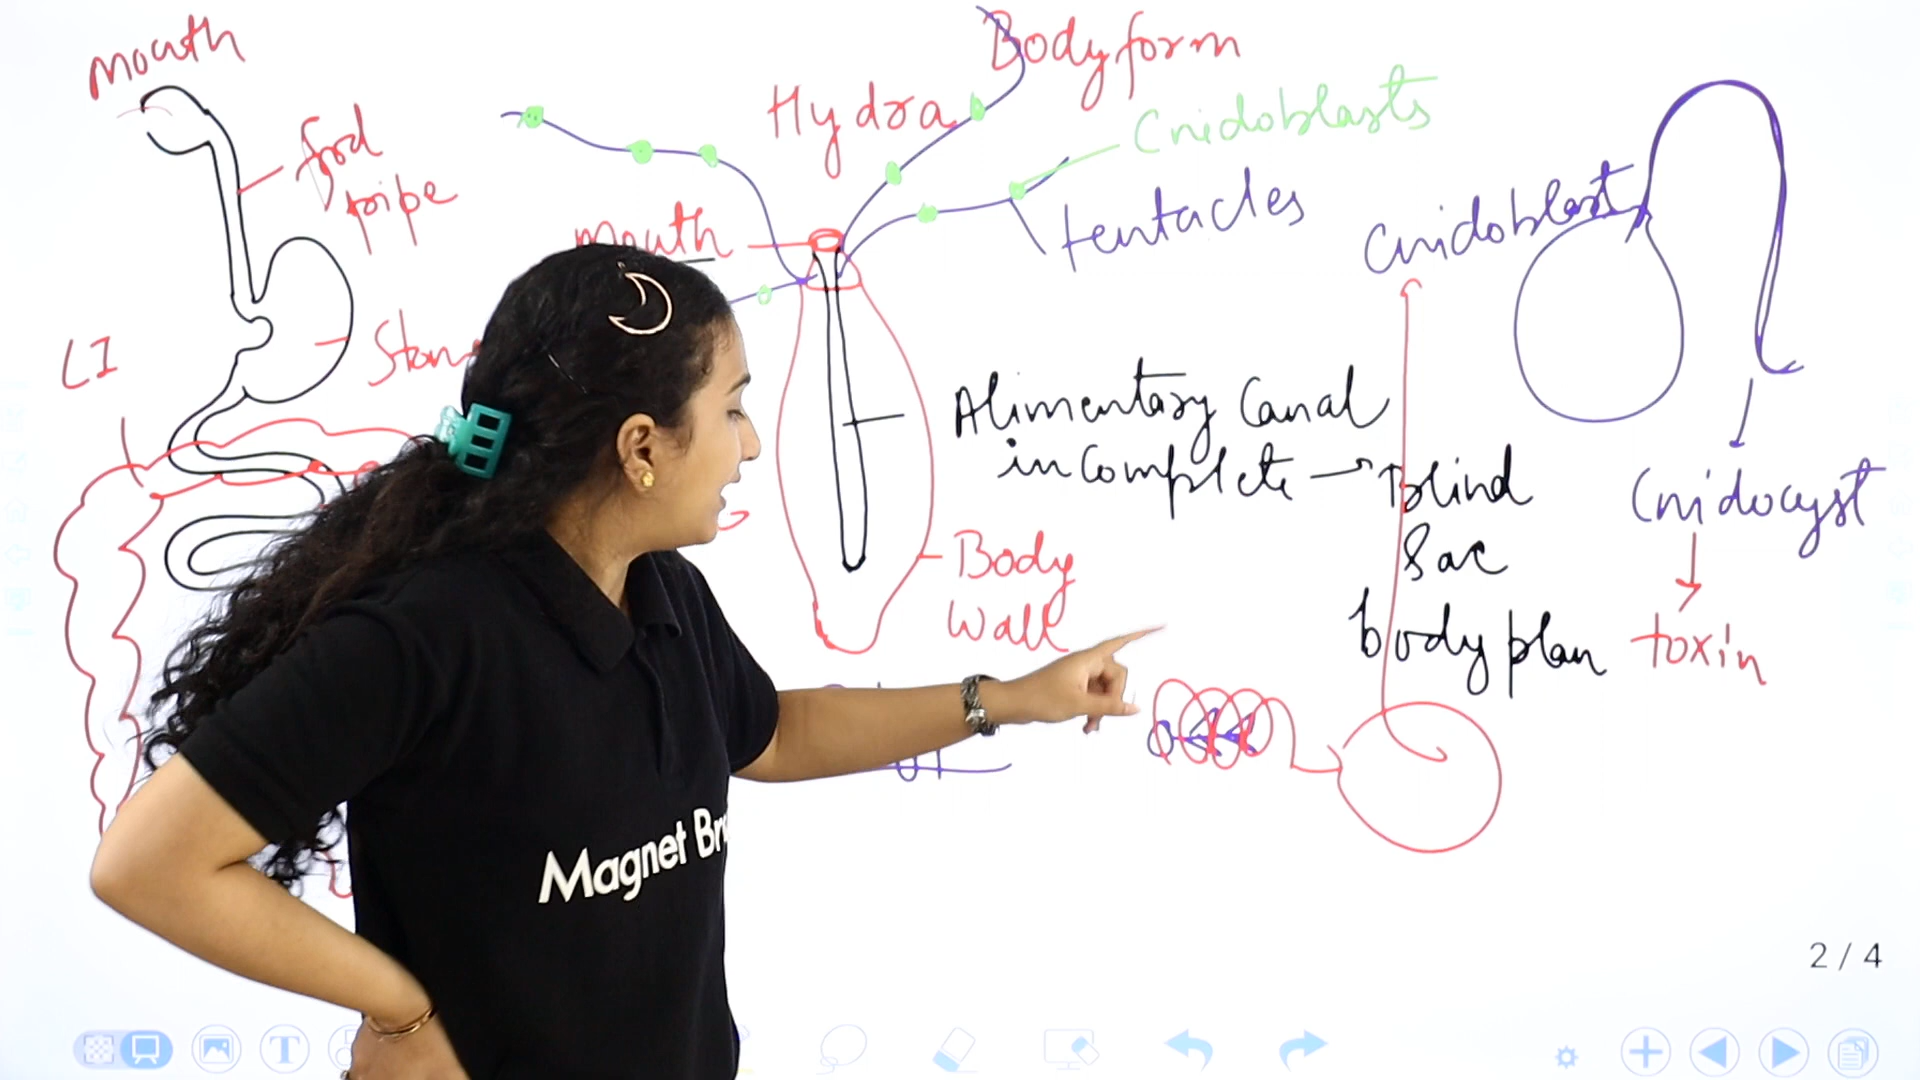 Mouth
food
pipe
LI
Hydra
Body form
Cnidoblasts
tentacles
Mouth
Alimentary Canal
incomplete → Blind
Sac
body plan
Body
Wall
Cnidoblast
Cnidocyst
toxin
Magnet
2 / 4
T